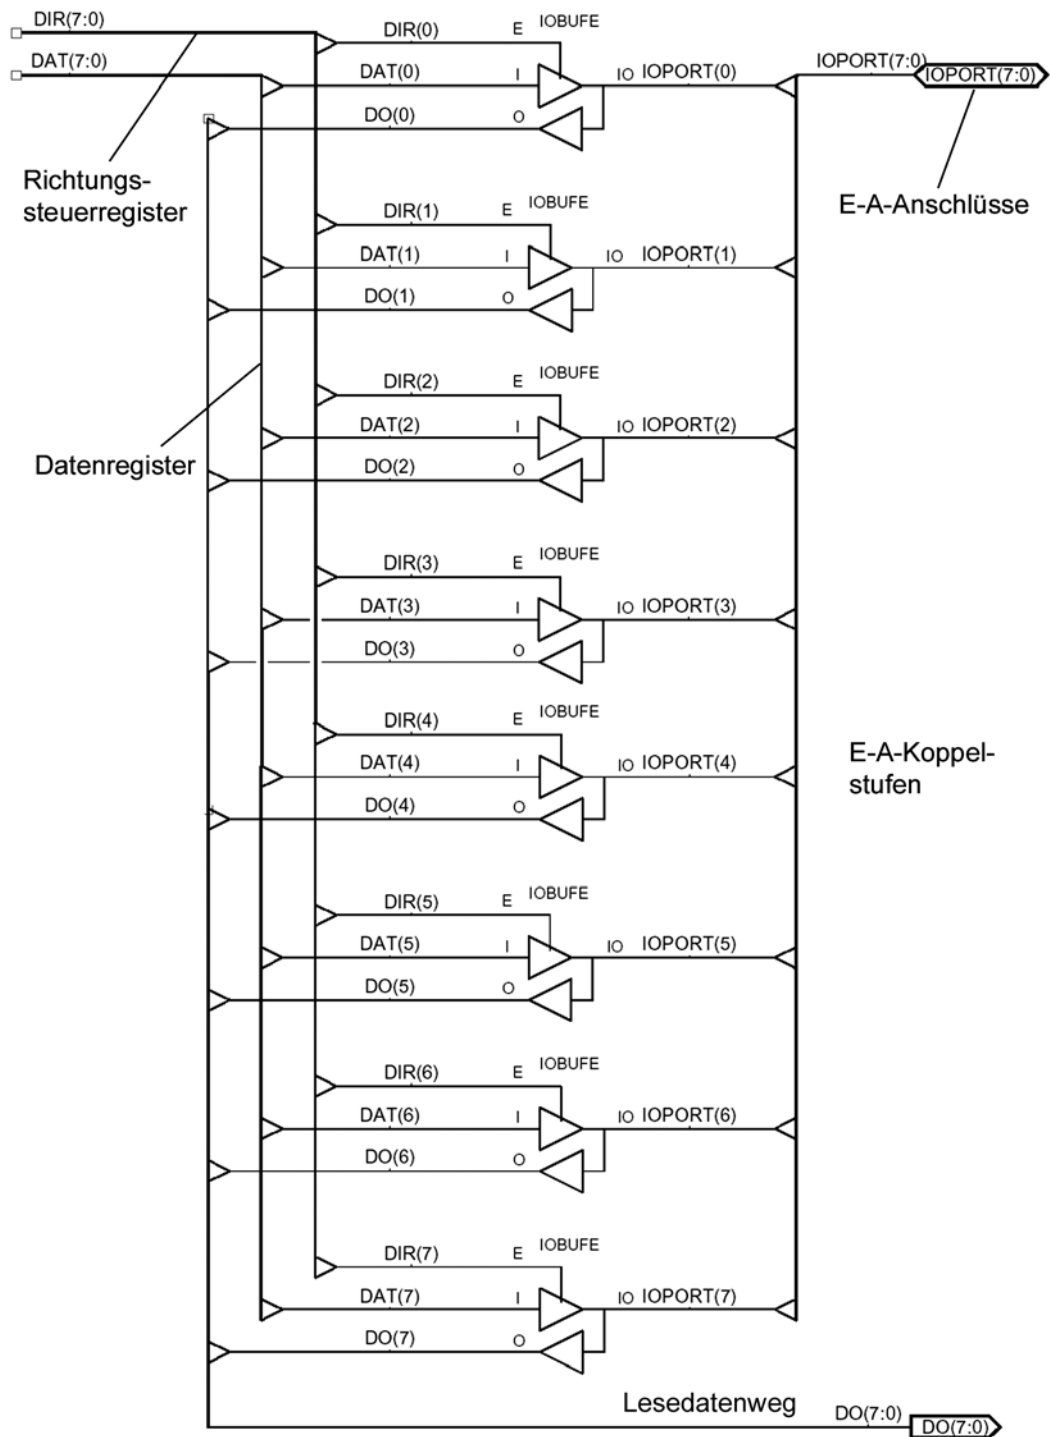 DIR(7:0)
DIR(0) E IOBUFE
DAT(7:0)
DAT(0) I IO IOPORT(0) IOPORT(7:0) IOPORT(7:0)
DO(0) O
Richtungs-
steuerregister
E-A-Anschlüsse
DIR(1) E IOBUFE
DAT(1) I IO IOPORT(1)
DO(1) O
DIR(2) E IOBUFE
DAT(2) I IO IOPORT(2)
Datenregister
DO(2) O
DIR(3) E IOBUFE
DAT(3) I IO IOPORT(3)
DO(3) O
DIR(4) E IOBUFE
DAT(4) I IO IOPORT(4)
E-A-Koppel-
stufen
DO(4) O
DIR(5) E IOBUFE
DAT(5) I IO IOPORT(5)
DO(5) O
DIR(6) E IOBUFE
DAT(6) I IO IOPORT(6)
DO(6) O
DIR(7) E IOBUFE
DAT(7) I IO IOPORT(7)
DO(7) O
Lesedatenweg DO(7:0) DO(7:0)